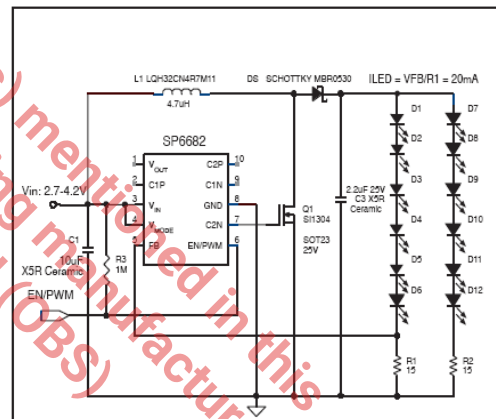 L1 LQH32CN4R7M11
DS SCHOTTKY MBR0530
ILED = VFB/R1 = 20mA
4.7uH
SP6682
D1
D7
D2
D8
1 VOUT C2P 10
2 C1P C1N 9
3 VIN GND 8
4 VMODE C2N 7
5 FB EN/PWM 6
Vin: 2.7-4.2V
Q1
SI1304
SOT23
25V
2.2uF 25V
C3 X5R
Ceramic
D3
D9
D4
D10
D5
D11
D6
D12
C1
10uF
X5R Ceramic
R3
1M
EN/PWM
R1
15
R2
15
) mentioned in this
ing manufactur
(OBS)